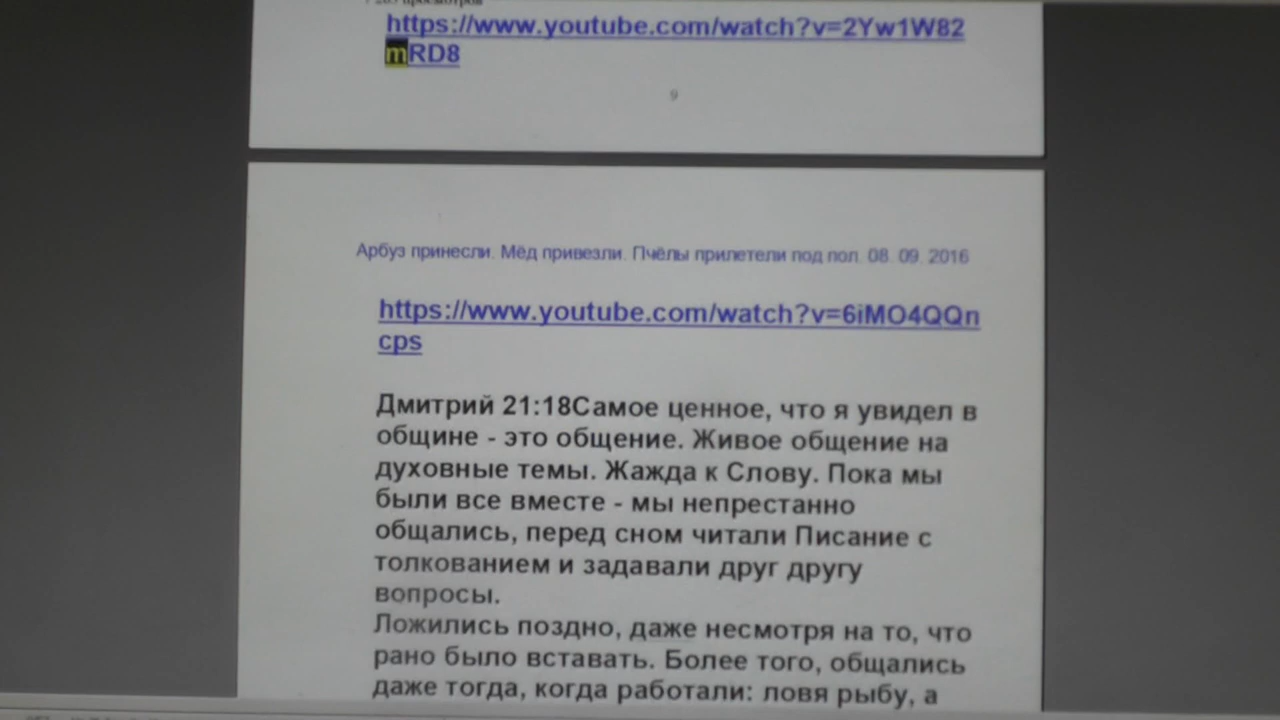 просмотров
https://www.youtube.com/watch?v=2Yw1W82
mRD8
9
Арбуз принесли. Мёд привезли. Пчёлы прилетели под пол. 08. 09. 2016
https://www.youtube.com/watch?v=6iMO4QQn
cps
Дмитрий 21:18Самое ценное, что я увидел в
общине - это общение. Живое общение на
духовные темы. Жажда к Слову. Пока мы
были все вместе - мы непрестанно
общались, перед сном читали Писание с
толкованием и задавали друг другу
вопросы.
Ложились поздно, даже несмотря на то, что
рано было вставать. Более того, общались
даже тогда, когда работали: ловя рыбу, а